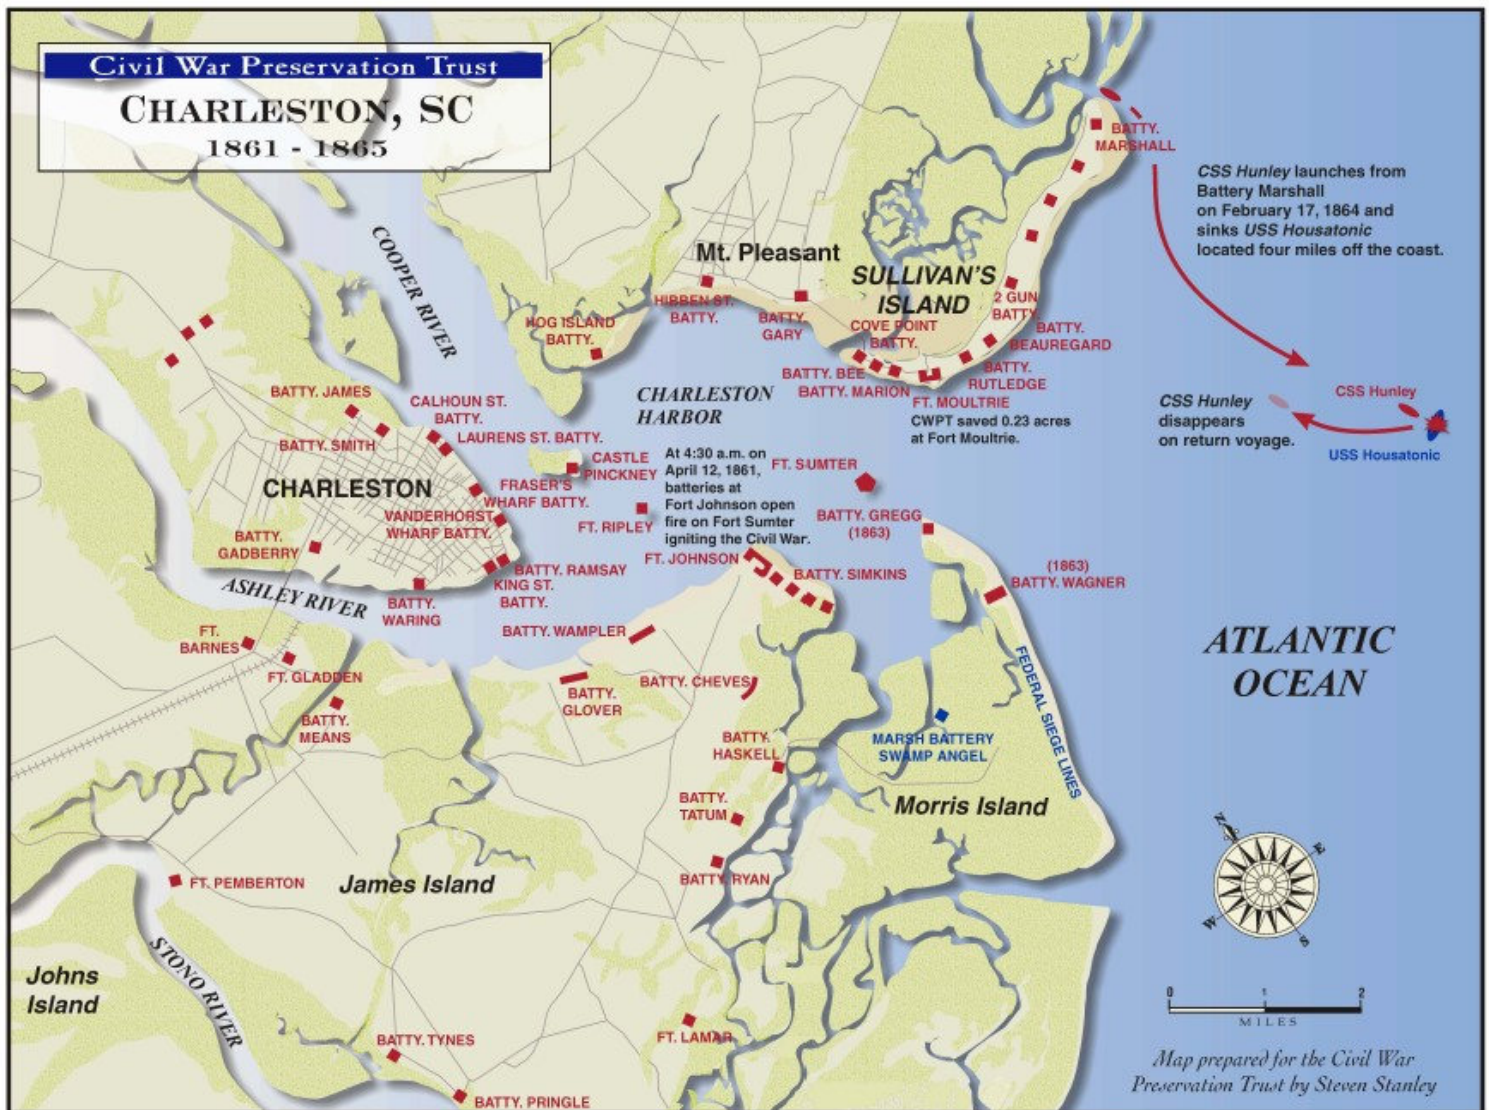 Civil War Preservation Trust
CHARLESTON, SC
1861 - 1865
BATTY.
MARSHALL
CSS Hunley launches from
Battery Marshall
on February 17, 1864 and
sinks USS Housatonic
located four miles off the coast.
COOPER RIVER
Mt. Pleasant
SULLIVAN'S
ISLAND
HIBBEN ST.
BATTY.
2 GUN
BATTY.
HOG ISLAND
BATTY.
BATTY.
GARY
COVE POINT
BATTY.
BATTY.
BEAUREGARD
BATTY. BEE
BATTY.
RUTLEDGE
BATTY. MARION
FT. MOULTRIE
CWPT saved 0.23 acres
at Fort Moultrie.
CHARLESTON
HARBOR
CSS Hunley
CSS Hunley
disappears
on return voyage.
USS Housatonic
BATTY. JAMES
CALHOUN ST.
BATTY.
BATTY. SMITH
LAURENS ST. BATTY.
CASTLE
PINCKNEY
At 4:30 a.m. on
April 12, 1861,
batteries at
Fort Johnson open
fire on Fort Sumter
igniting the Civil War.
FT. SUMTER
CHARLESTON
FRASER'S
WHARF BATTY.
VANDERHORST
WHARF BATTY.
FT. RIPLEY
BATTY. GREGG
(1863)
BATTY.
GADBERRY
FT. JOHNSON
BATTY. SIMKINS
(1863)
BATTY. WAGNER
BATTY. RAMSAY
KING ST.
BATTY.
ASHLEY RIVER
BATTY.
WARING
FT.
BARNES
BATTY. WAMPLER
ATLANTIC
OCEAN
FT. GLADDEN
BATTY.
GLOVER
BATTY. CHEVES
FEDERAL SIEGE LINES
BATTY.
MEANS
BATTY.
HASKELL
MARSH BATTERY
SWAMP ANGEL
BATTY.
TATUM
Morris Island
FT. PEMBERTON
James Island
BATTY. RYAN
N
E
W
S
STONO RIVER
Johns
Island
0 1 2
MILES
BATTY. TYNES
FT. LAMAR
BATTY. PRINGLE
Map prepared for the Civil War
Preservation Trust by Steven Stanley